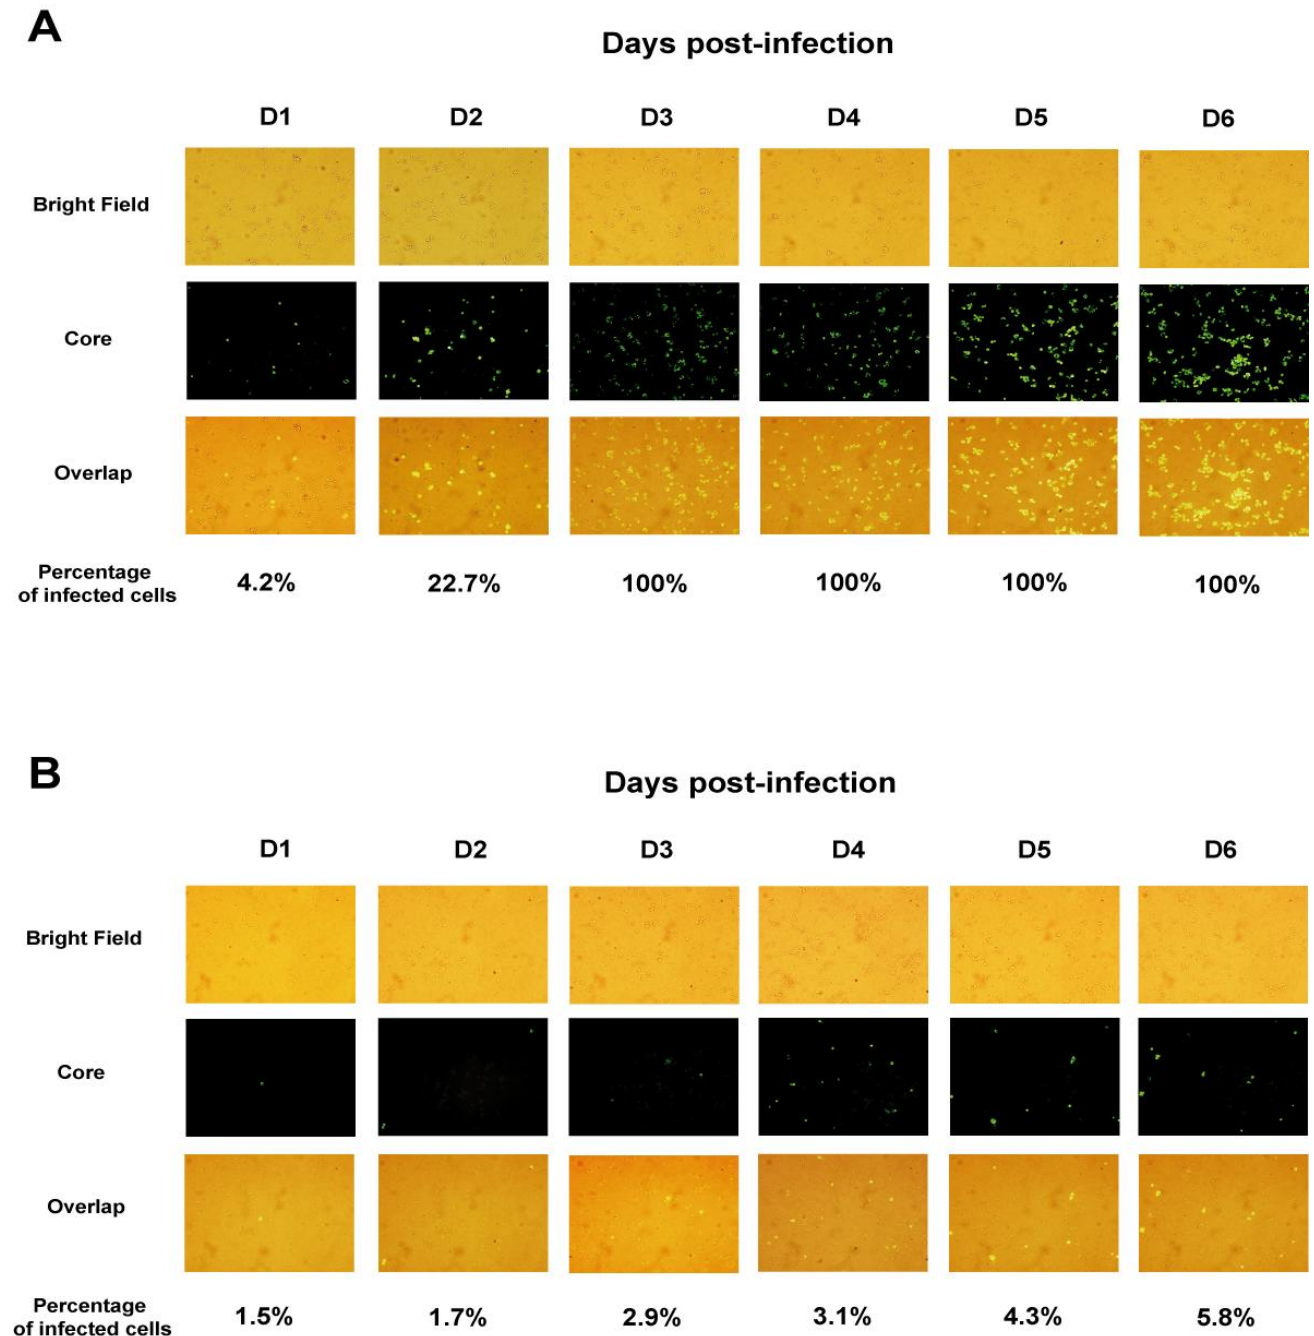 A
Days post-infection
D1 D2 D3 D4 D5 D6
Bright Field
Core
Overlap
Percentage
of infected cells
4.2% 22.7% 100% 100% 100% 100%
B
Days post-infection
D1 D2 D3 D4 D5 D6
Bright Field
Core
Overlap
Percentage
of infected cells
1.5% 1.7% 2.9% 3.1% 4.3% 5.8%